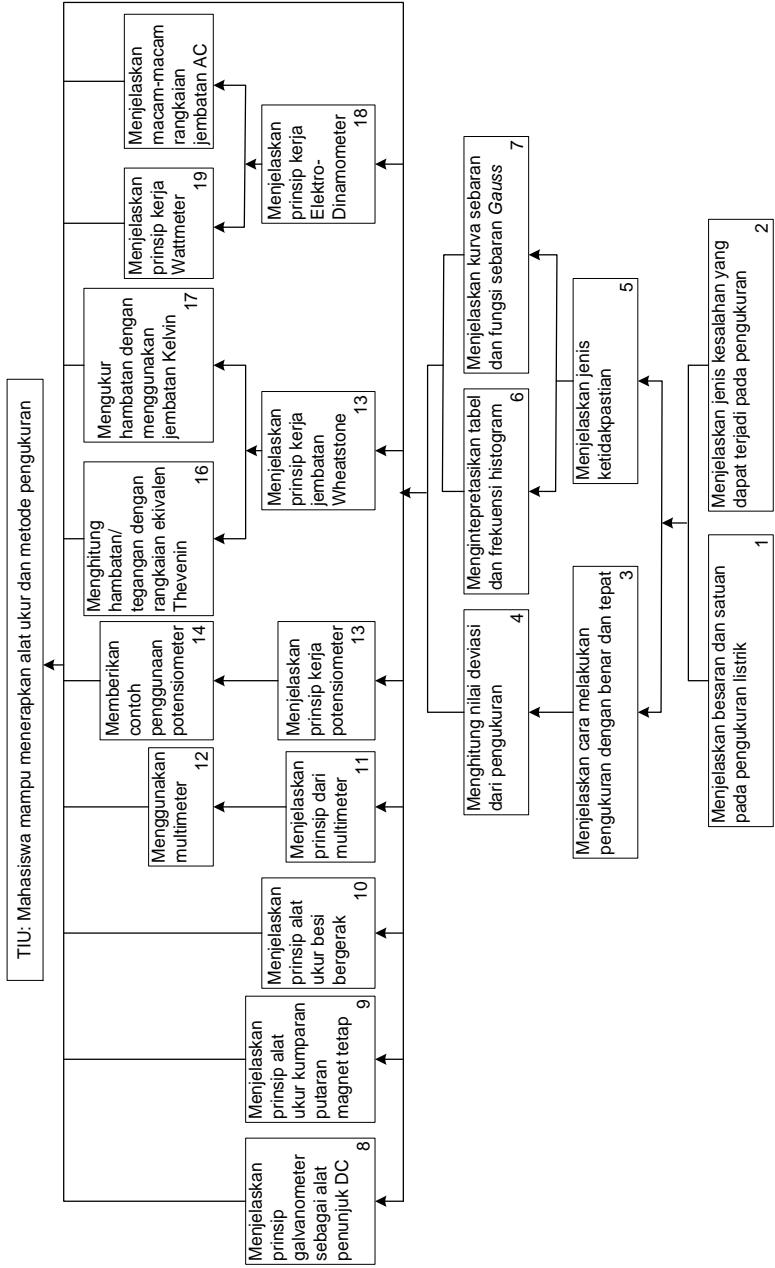 TIU: Mahasiswa mampu menerapkan alat ukur dan metode pengukuran
Menggunakan
multimeter
12
Memberikan
contoh
penggunaan
potensiometer
14
Menghitung
hambatan/
tegangan dengan
rangkaian ekivalen
Thevenin
16
Mengukur
hambatan dengan
menggunakan
jembatan Kelvin
17
Menjelaskan
prinsip kerja
Wattmeter
19
Menjelaskan
macam-macam
rangkaian
jembatan AC
Menjelaskan
prinsip
galvanometer
sebagai alat
penunjuk DC
8
Menjelaskan
prinsip alat
ukur kumparan
putaran
magnet tetap
9
Menjelaskan
prinsip alat
ukur besi
bergerak
10
Menjelaskan
prinsip dari
multimeter
11
Menjelaskan
prinsip kerja
potensiometer
13
Menjelaskan
prinsip kerja
jembatan
Wheatstone
13
Menjelaskan
prinsip kerja
Elektro-
Dinamometer
18
Menghitung nilai deviasi
dari pengukuran
4
Mengintepretasikan tabel
dan frekuensi histogram
6
Menjelaskan kurva sebaran
dan fungsi sebaran Gauss
7
Menjelaskan cara melakukan
pengukuran dengan benar dan tepat
3
Menjelaskan jenis
ketidakpastian
5
Menjelaskan besaran dan satuan
pada pengukuran listrik
1
Menjelaskan jenis kesalahan yang
dapat terjadi pada pengukuran
2